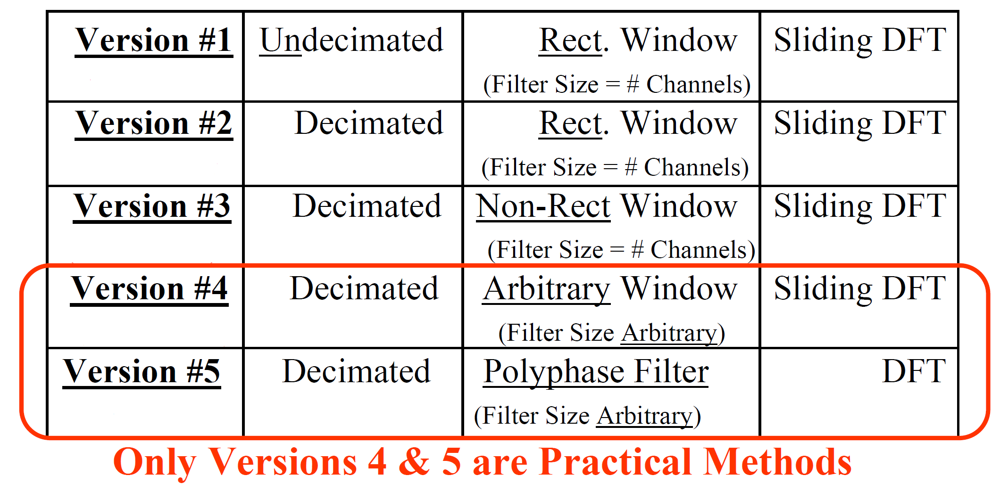 Version #1 Undecimated Rect. Window Sliding DFT
(Filter Size = # Channels)
Version #2 Decimated Rect. Window Sliding DFT
(Filter Size = # Channels)
Version #3 Decimated Non-Rect Window Sliding DFT
(Filter Size = # Channels)
Version #4 Decimated Arbitrary Window Sliding DFT
(Filter Size Arbitrary)
Version #5 Decimated Polyphase Filter DFT
(Filter Size Arbitrary)
Only Versions 4 & 5 are Practical Methods